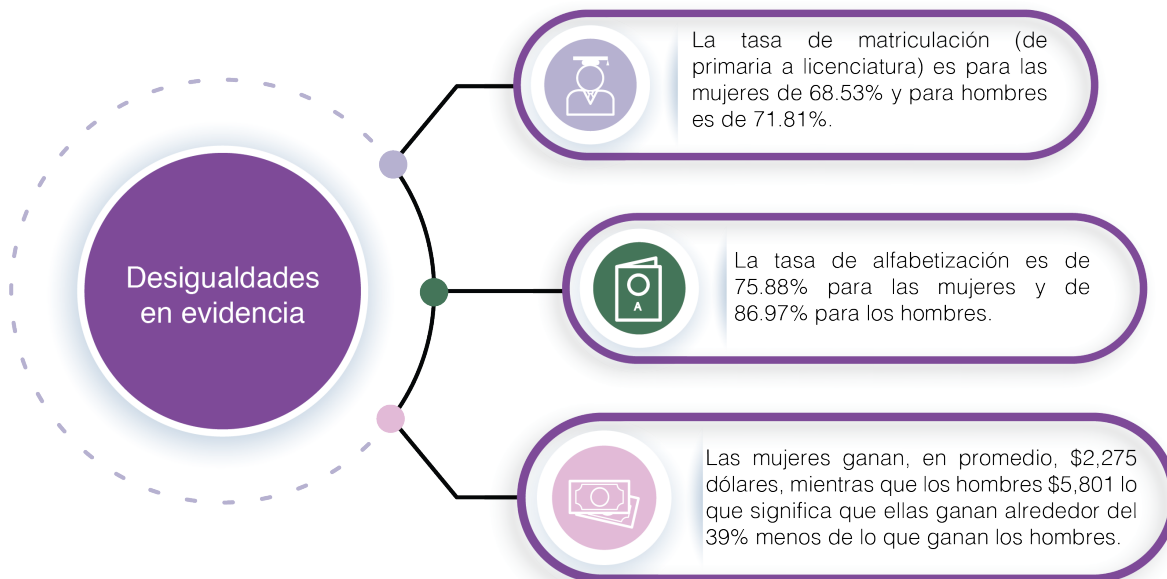 La tasa de matriculación (de
primaria a licenciatura) es para las
mujeres de 68.53% y para hombres
es de 71.81%.
Desigualdades
en evidencia
La tasa de alfabetización es de
75.88% para las mujeres y de
86.97% para los hombres.
A
Las mujeres ganan, en promedio, $2,275
dólares, mientras que los hombres $5,801 lo
que significa que ellas ganan alrededor del
39% menos de lo que ganan los hombres.